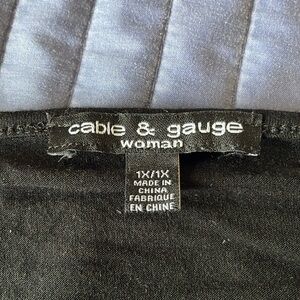 cable & gauge
woman
1X/1X
MADE IN
CHINA
FABRIQUE
EN CHINE